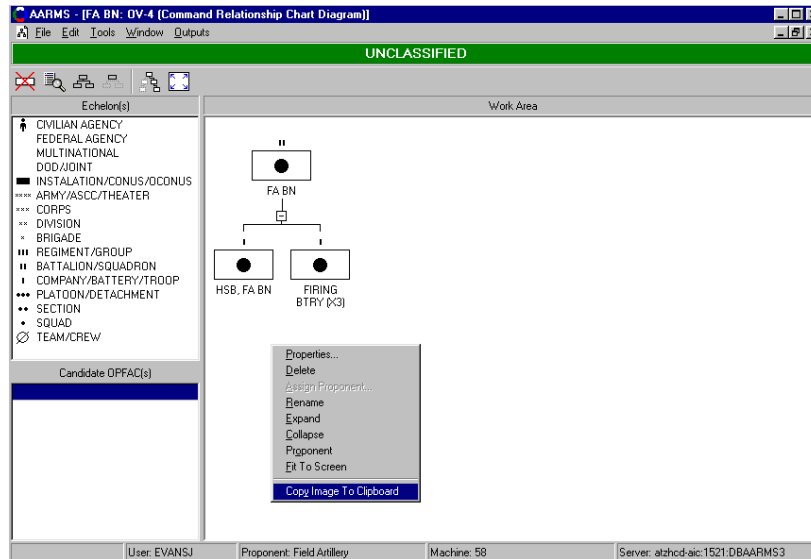 AARMS - [FA BN: OV-4 (Command Relationship Chart Diagram)]
File Edit Tools Window Outputs
UNCLASSIFIED
Echelon(s)
Work Area
CIVILIAN AGENCY
FEDERAL AGENCY
MULTINATIONAL
DOD/JOINT
INSTALATION/CONUS/OCONUS
ARMY/ASCC/THEATER
CORPS
DIVISION
BRIGADE
REGIMENT/GROUP
BATTALION/SQUADRON
COMPANY/BATTERY/TROOP
PLATOON/DETACHMENT
SECTION
SQUAD
TEAM/CREW
Candidate OPFAC(s)
FA BN
HSB, FA BN
FIRING
BTRY (X3)
Properties...
Delete
Assign Proponent...
Rename
Expand
Collapse
Proponent
Fit To Screen
Copy Image To Clipboard
User: EVANSJ Proponent: Field Artillery Machine: 58 Server: atzhcd-aic:1521:DBAARMS3